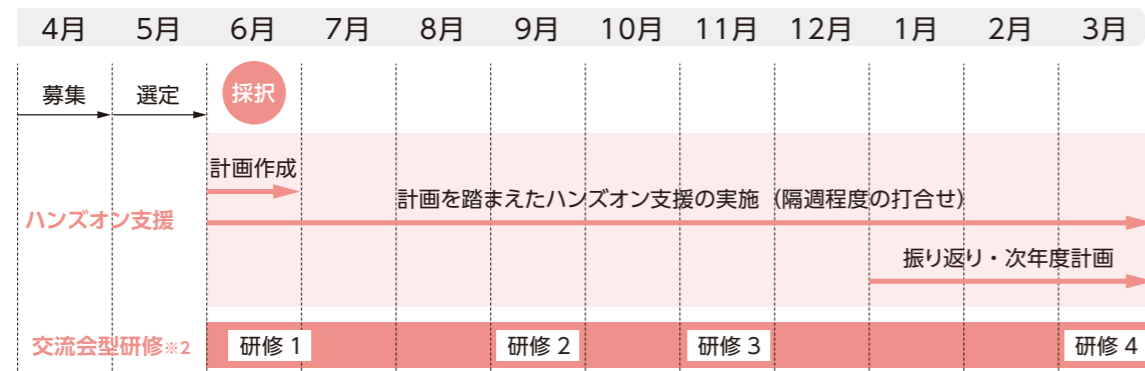 4月 5月 6月 7月 8月 9月 10月 11月 12月 1月 2月 3月
募集 選定 採択
計画作成
計画を踏まえたハンズオン支援の実施（隔週程度の打合せ）
ハンズオン支援
振り返り・次年度計画
交流会型研修※2 研修 1 研修 2 研修 3 研修 4